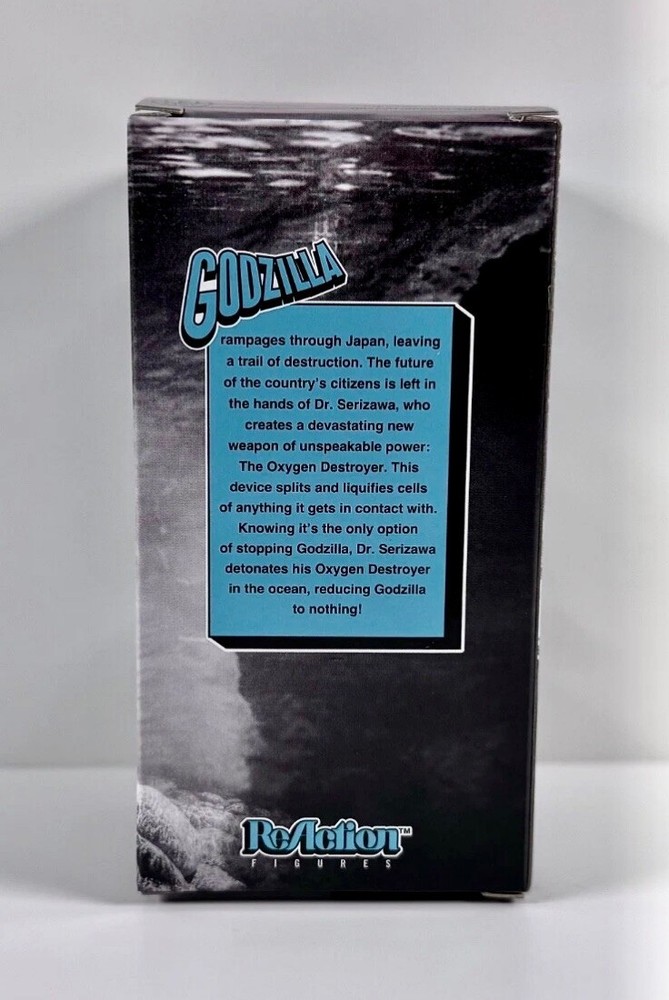 GODZILLA
rampages through Japan, leaving
a trail of destruction. The future
of the country's citizens is left in
the hands of Dr. Serizawa, who
creates a devastating new
weapon of unspeakable power:
The Oxygen Destroyer. This
device splits and liquifies cells
of anything it gets in contact with.
Knowing it's the only option
of stopping Godzilla, Dr. Serizawa
detonates his Oxygen Destroyer
in the ocean, reducing Godzilla
to nothing!
ReAction™
FIGURES